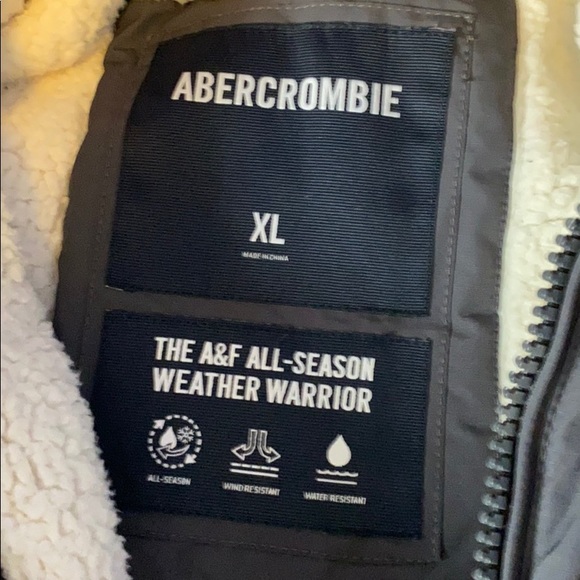 ABERCROMBIE
XL
MADE IN CHINA
THE A&F ALL-SEASON
WEATHER WARRIOR
ALL-SEASON
WIND RESISTANT
WATER RESISTANT